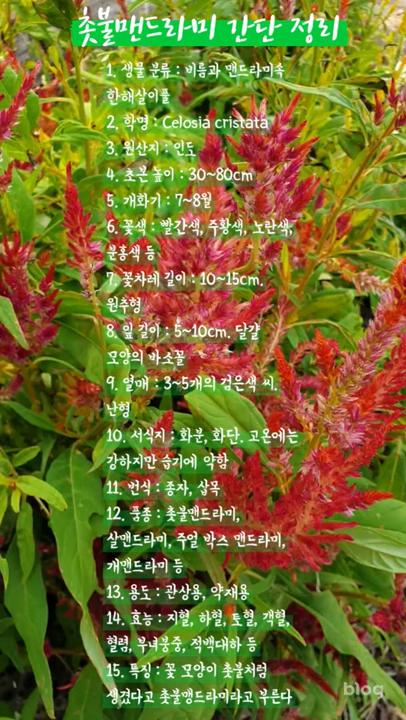 촛불맨드라미 간단 정리
1. 생물 분류 : 비름과 맨드라미속
한해살이풀
2. 학명 : Celosia cristata
3. 원산지 : 인도
4. 초본 높이 : 30~80cm
5. 개화기 : 7~8월
6. 꽃색 : 빨간색, 주황색, 노란색,
분홍색 등
7. 꽃차례 길이 : 10~15cm.
원추형
8. 잎 길이 : 5~10cm. 달걀
모양의 바소꼴
9. 열매 : 3~5개의 검은색 씨.
난형
10. 서식지 : 화분, 화단. 고온에는
강하지만 습기에 약함
11. 번식 : 종자, 삽목
12. 품종 : 촛불맨드라미,
실맨드라미, 주얼 박스 맨드라미,
개맨드라미 등
13. 용도 : 관상용, 약재용
14. 효능 : 지혈, 하혈, 토혈, 객혈,
혈렴, 부녀붕중, 적백대하 등
15. 특징 : 꽃 모양이 촛불처럼
생겼다고 촛불맨드라미라고 부른다
blog